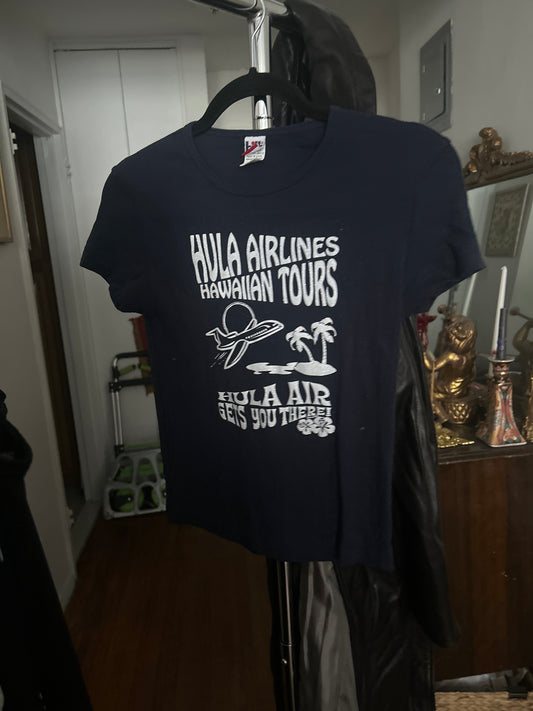 HULA AIRLINES
HAWAIIAN TOURS
HULA AIR
GETS YOU THERE!